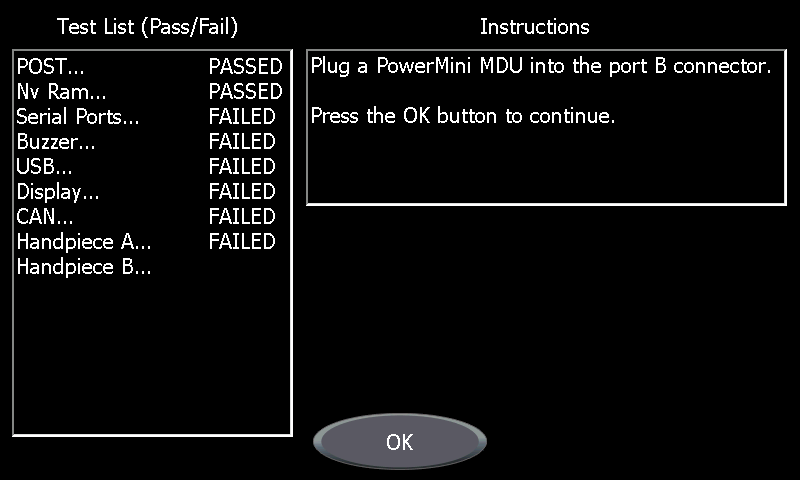 Test List (Pass/Fail)
POST... PASSED
Nv Ram... PASSED
Serial Ports... FAILED
Buzzer... FAILED
USB... FAILED
Display... FAILED
CAN... FAILED
Handpiece A... FAILED
Handpiece B...
Instructions
Plug a PowerMini MDU into the port B connector.
Press the OK button to continue.
OK